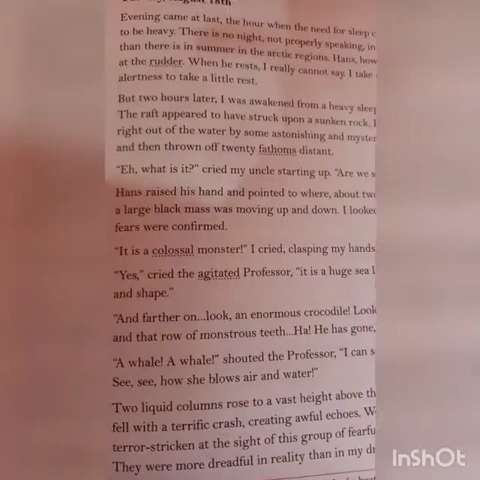 August 18th
Evening came at last, the hour when the need for sleep
to be heavy. There is no night, not properly speaking, in
than there is in summer in the arctic regions. Hans, how
at the rudder. When he rests, I really cannot say. I take
alertness to take a little rest.
But two hours later, I was awakened from a heavy sleep
The raft appeared to have struck upon a sunken rock.
right out of the water by some astonishing and myster
and then thrown off twenty fathoms distant.
“Eh, what is it?” cried my uncle starting up. “Are we s
Hans raised his hand and pointed to where, about two
a large black mass was moving up and down. I looked
fears were confirmed.
“It is a colossal monster!” I cried, clasping my hands
“Yes,” cried the agitated Professor, “it is a huge sea l
and shape.”
“And farther on...look, an enormous crocodile! Look
and that row of monstrous teeth...Ha! He has gone,
“A whale! A whale!” shouted the Professor, “I can s
See, see, how she blows air and water!”
Two liquid columns rose to a vast height above th
fell with a terrific crash, creating awful echoes. W
terror-stricken at the sight of this group of fearfu
They were more dreadful in reality than in my dr
InShOt